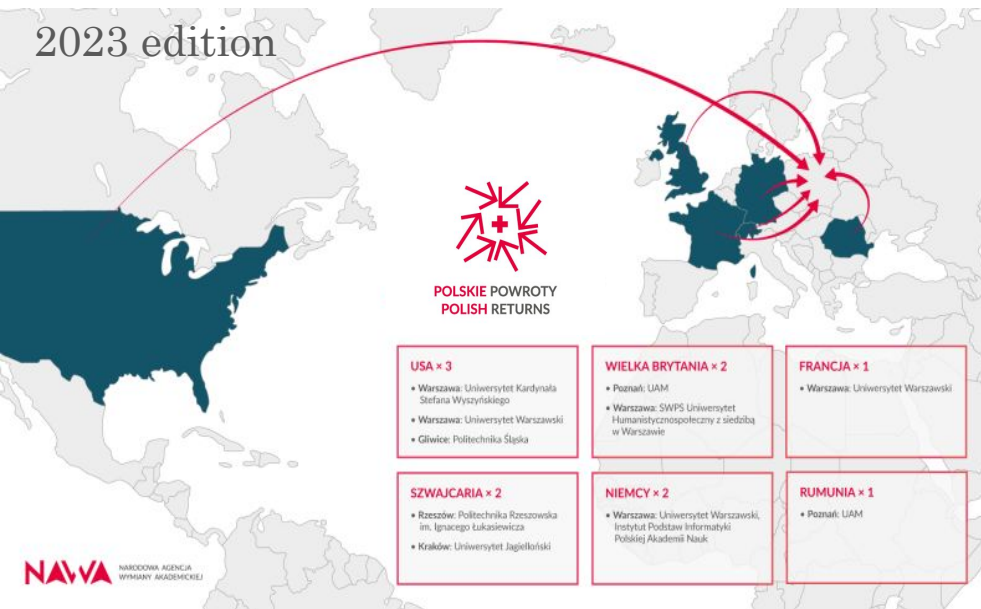 2023 edition
POLSKIE POWROTY
POLISH RETURNS
USA × 3
• Warszawa: Uniwersytet Kardynała
Stefana Wyszyńskiego
• Warszawa: Uniwersytet Warszawski
• Gliwice: Politechnika Śląska
WIELKA BRYTANIA × 2
• Poznań: UAM
• Warszawa: SWPS Uniwersytet
Humanistycznospołeczny z siedzibą
w Warszawie
FRANCJA × 1
• Warszawa: Uniwersytet Warszawski
SZWAJCARIA × 2
• Rzeszów: Politechnika Rzeszowska
im. Ignacego Łukasiewicza
• Kraków: Uniwersytet Jagielloński
NIEMCY × 2
• Warszawa: Uniwersytet Warszawski,
Instytut Podstaw Informatyki
Polskiej Akademii Nauk
RUMUNIA × 1
• Poznań: UAM
NAWA
NARODOWA AGENCJA
WYMIANY AKADEMICKIEJ